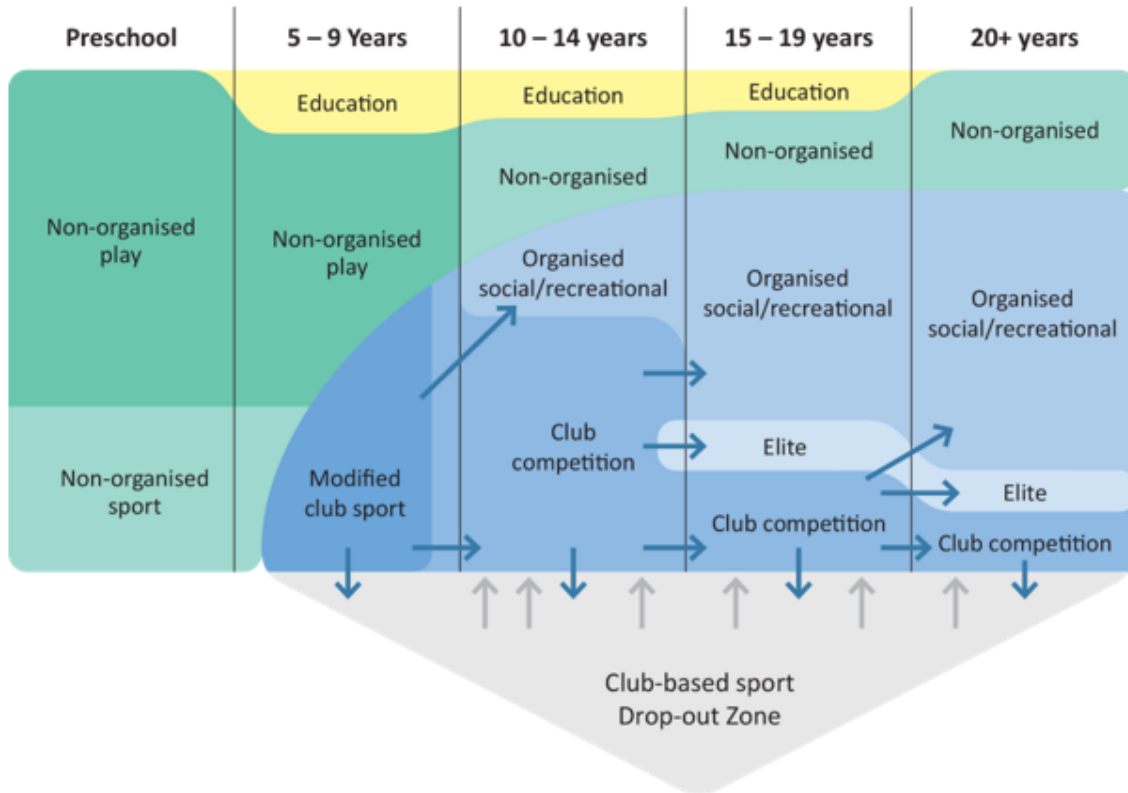 Preschool
5 – 9 Years
10 – 14 years
15 – 19 years
20+ years
Education
Education
Education
Non-organised
play
Non-organised
play
Non-organised
Non-organised
Non-organised
Organised
social/recreational
Organised
social/recreational
Organised
social/recreational
Non-organised
sport
Modified
club sport
Club
competition
Elite
Club competition
Elite
Club competition
Club-based sport
Drop-out Zone